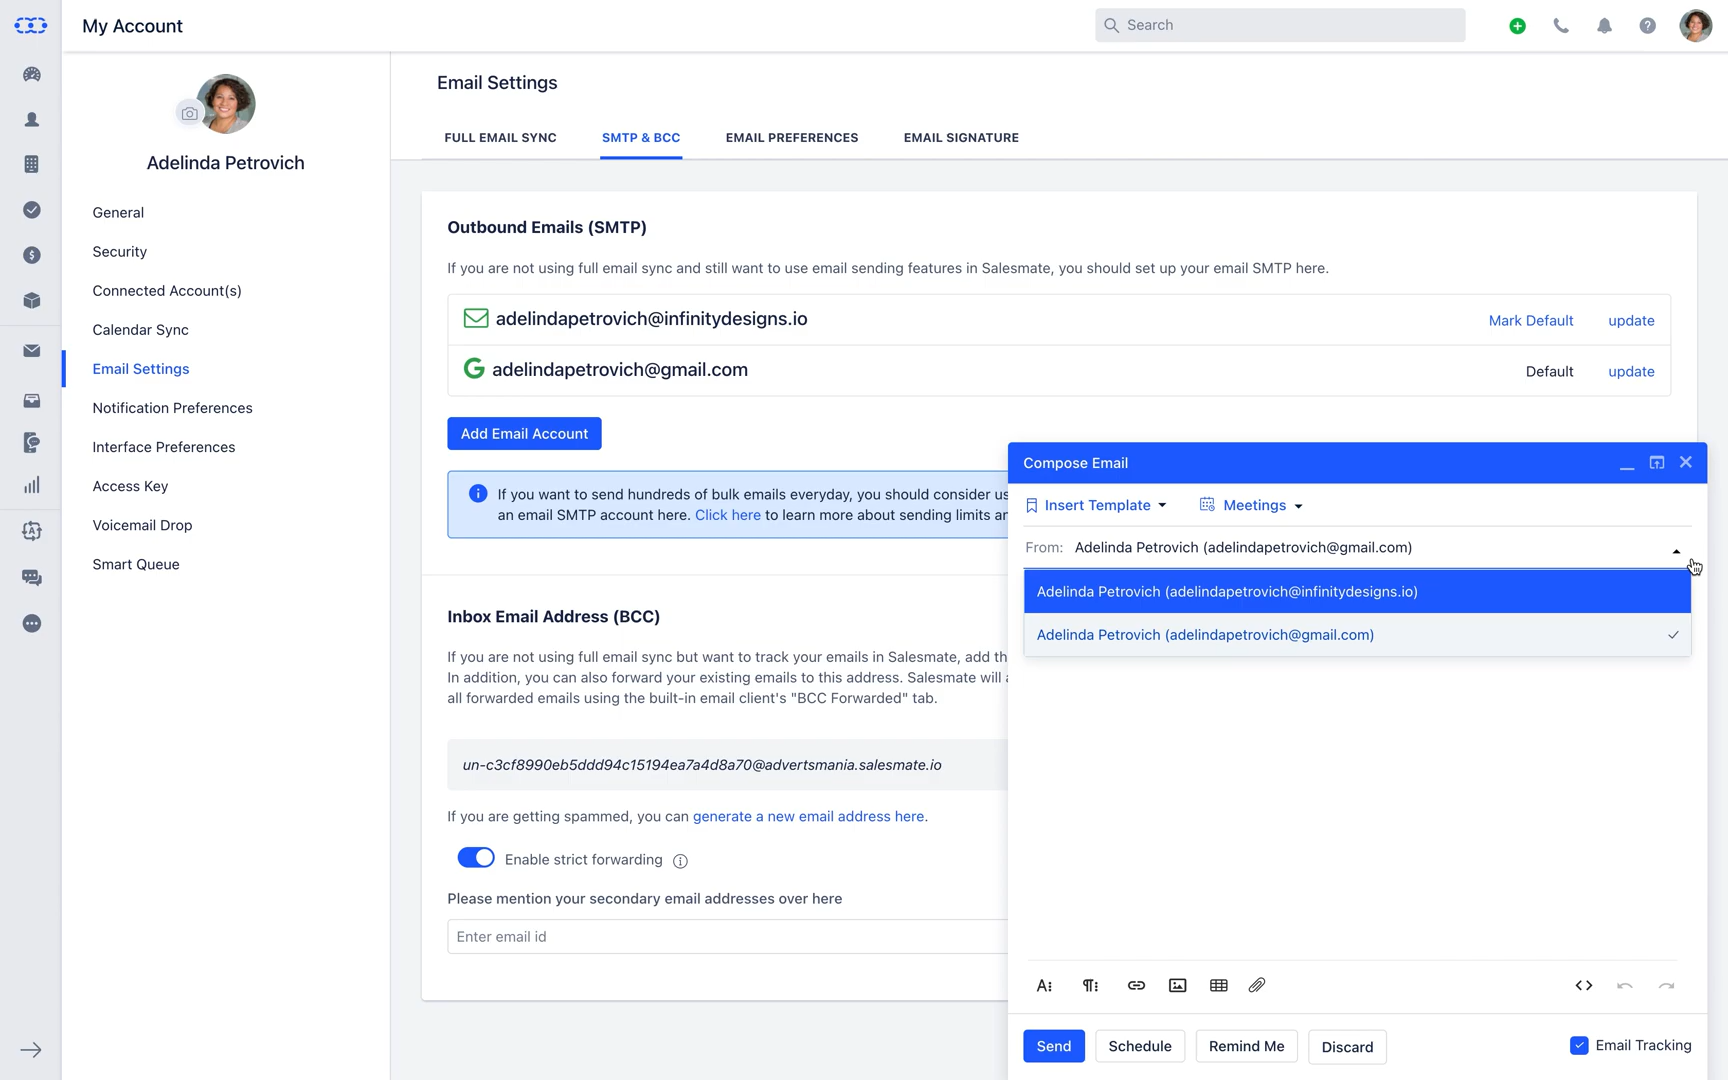 My Account
Search
Adelinda Petrovich
General
Security
Connected Account(s)
Calendar Sync
Email Settings
Notification Preferences
Interface Preferences
Access Key
Voicemail Drop
Smart Queue
Email Settings
FULL EMAIL SYNC
SMTP & BCC
EMAIL PREFERENCES
EMAIL SIGNATURE
Outbound Emails (SMTP)
If you are not using full email sync and still want to use email sending features in Salesmate, you should set up your email SMTP here.
adelindapetrovich@infinitydesigns.io
Mark Default
update
adelindapetrovich@gmail.com
Default
update
Add Email Account
If you want to send hundreds of bulk emails everyday, you should consider us
an email SMTP account here. Click here to learn more about sending limits an
Inbox Email Address (BCC)
If you are not using full email sync but want to track your emails in Salesmate, add th
In addition, you can also forward your existing emails to this address. Salesmate will a
all forwarded emails using the built-in email client's "BCC Forwarded" tab.
un-c3cf8990eb5ddd94c15194ea7a4d8a70@advertsmania.salesmate.io
If you are getting spammed, you can generate a new email address here.
Enable strict forwarding
Please mention your secondary email addresses over here
Enter email id
Compose Email
Insert Template
Meetings
From: Adelinda Petrovich (adelindapetrovich@gmail.com)
Adelinda Petrovich (adelindapetrovich@infinitydesigns.io)
Adelinda Petrovich (adelindapetrovich@gmail.com)
Send
Schedule
Remind Me
Discard
Email Tracking